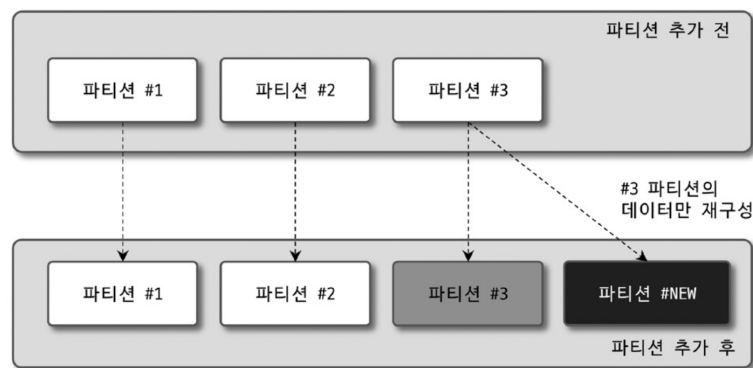 파티션 추가 전
파티션 #1
파티션 #2
파티션 #3
#3 파티션의
데이터만 재구성
파티션 #1
파티션 #2
파티션 #3
파티션 #NEW
파티션 추가 후